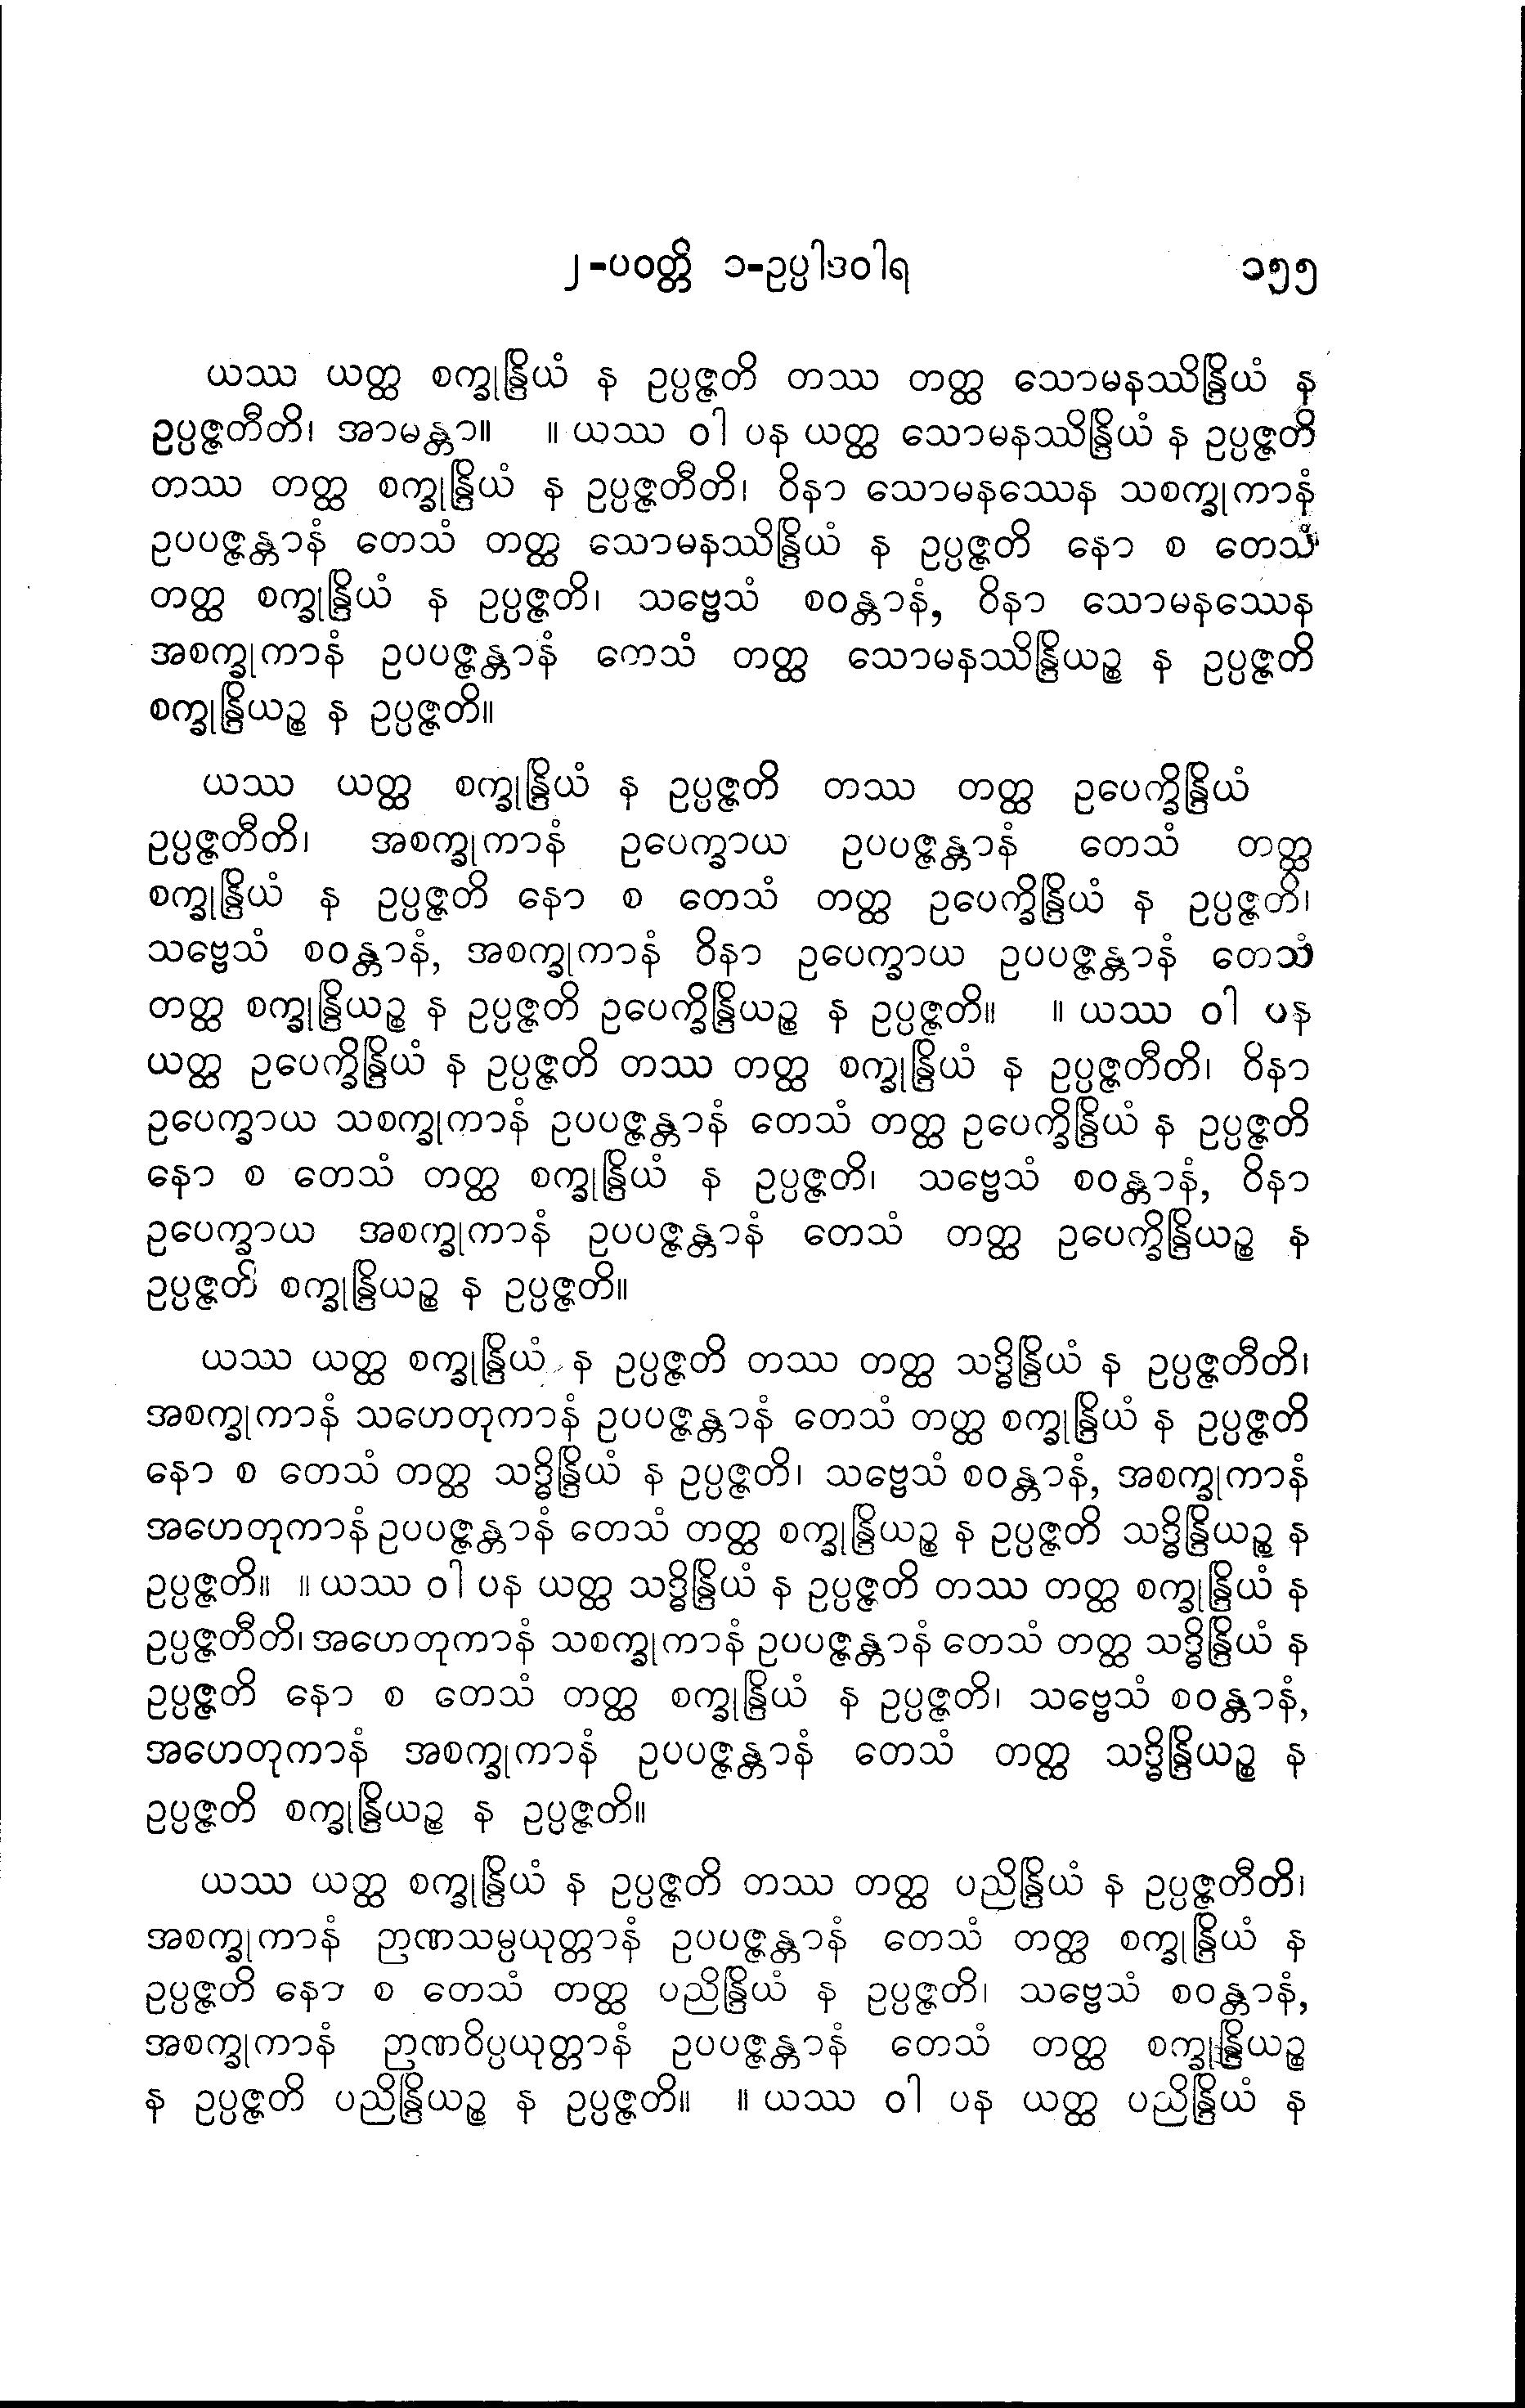 ၂-ပဝတ္တိ ၁-ဥပ္ပါဒဝါရ ၁၅၅
ယဿ ယတ္ထ စက္ခုန္ဒြိယံ န ဥပ္ပဇ္ဇတိ တဿ တတ္ထ သောမနဿိန္ဒြိယံ န
ဥပ္ပဇ္ဇတီတိ၊ အာမန္တာ။ ။ ယဿ ဝါ ပန ယတ္ထ သောမနဿိန္ဒြိယံ န ဥပ္ပဇ္ဇတိ
တဿ တတ္ထ စက္ခုန္ဒြိယံ န ဥပ္ပဇ္ဇတီတိ၊ ဝိနာ သောမနဿေန သစက္ခုကာနံ
ဥပပဇ္ဇန္တာနံ တေသံ တတ္ထ သောမနဿိန္ဒြိယံ န ဥပ္ပဇ္ဇတိ နော စ တေသံ
တတ္ထ စက္ခုန္ဒြိယံ န ဥပ္ပဇ္ဇတိ၊ သဗ္ဗေသံ စဝန္တာနံ, ဝိနာ သောမနဿေန
အစက္ခုကာနံ ဥပပဇ္ဇန္တာနံ ကေသံ တတ္ထ သောမနဿိန္ဒြိယဉ္စ န ဥပ္ပဇ္ဇတိ
စက္ခုန္ဒြိယဉ္စ န ဥပ္ပဇ္ဇတိ။
ယဿ ယတ္ထ စက္ခုန္ဒြိယံ န ဥပ္ပဇ္ဇတိ တဿ တတ္ထ ဥပေက္ခိန္ဒြိယံ
ဥပ္ပဇ္ဇတီတိ၊ အစက္ခုကာနံ ဥပေက္ခာယ ဥပပဇ္ဇန္တာနံ တေသံ တတ္ထ
စက္ခုန္ဒြိယံ န ဥပ္ပဇ္ဇတိ နော စ တေသံ တတ္ထ ဥပေက္ခိန္ဒြိယံ န ဥပ္ပဇ္ဇတိ၊
သဗ္ဗေသံ စဝန္တာနံ, အစက္ခုကာနံ ဝိနာ ဥပေက္ခာယ ဥပပဇ္ဇန္တာနံ တေသံ
တတ္ထ စက္ခုန္ဒြိယဉ္စ န ဥပ္ပဇ္ဇတိ ဥပေက္ခိန္ဒြိယဉ္စ န ဥပ္ပဇ္ဇတိ။ ။ ယဿ ဝါ ပန
ယတ္ထ ဥပေက္ခိန္ဒြိယံ န ဥပ္ပဇ္ဇတိ တဿ တတ္ထ စက္ခုန္ဒြိယံ န ဥပ္ပဇ္ဇတီတိ၊ ဝိနာ
ဥပေက္ခာယ သစက္ခုကာနံ ဥပပဇ္ဇန္တာနံ တေသံ တတ္ထ ဥပေက္ခိန္ဒြိယံ န ဥပ္ပဇ္ဇတိ
နော စ တေသံ တတ္ထ စက္ခုန္ဒြိယံ န ဥပ္ပဇ္ဇတိ၊ သဗ္ဗေသံ စဝန္တာနံ, ဝိနာ
ဥပေက္ခာယ အစက္ခုကာနံ ဥပပဇ္ဇန္တာနံ တေသံ တတ္ထ ဥပေက္ခိန္ဒြိယဉ္စ န
ဥပ္ပဇ္ဇတိ စက္ခုန္ဒြိယဉ္စ န ဥပ္ပဇ္ဇတိ။
ယဿ ယတ္ထ စက္ခုန္ဒြိယံ န ဥပ္ပဇ္ဇတိ တဿ တတ္ထ သဒ္ဓိန္ဒြိယံ န ဥပ္ပဇ္ဇတီတိ၊
အစက္ခုကာနံ သဟေတုကာနံ ဥပပဇ္ဇန္တာနံ တေသံ တတ္ထ စက္ခုန္ဒြိယံ န ဥပ္ပဇ္ဇတိ
နော စ တေသံ တတ္ထ သဒ္ဓိန္ဒြိယံ န ဥပ္ပဇ္ဇတိ၊ သဗ္ဗေသံ စဝန္တာနံ, အစက္ခုကာနံ
အဟေတုကာနံ ဥပပဇ္ဇန္တာနံ တေသံ တတ္ထ စက္ခုန္ဒြိယဉ္စ န ဥပ္ပဇ္ဇတိ သဒ္ဓိန္ဒြိယဉ္စ န
ဥပ္ပဇ္ဇတိ။ ။ ယဿ ဝါ ပန ယတ္ထ သဒ္ဓိန္ဒြိယံ န ဥပ္ပဇ္ဇတိ တဿ တတ္ထ စက္ခုန္ဒြိယံ န
ဥပ္ပဇ္ဇတီတိ၊ အဟေတုကာနံ သစက္ခုကာနံ ဥပပဇ္ဇန္တာနံ တေသံ တတ္ထ သဒ္ဓိန္ဒြိယံ န
ဥပ္ပဇ္ဇတိ နော စ တေသံ တတ္ထ စက္ခုန္ဒြိယံ န ဥပ္ပဇ္ဇတိ၊ သဗ္ဗေသံ စဝန္တာနံ,
အဟေတုကာနံ အစက္ခုကာနံ ဥပပဇ္ဇန္တာနံ တေသံ တတ္ထ သဒ္ဓိန္ဒြိယဉ္စ န
ဥပ္ပဇ္ဇတိ စက္ခုန္ဒြိယဉ္စ န ဥပ္ပဇ္ဇတိ။
ယဿ ယတ္ထ စက္ခုန္ဒြိယံ န ဥပ္ပဇ္ဇတိ တဿ တတ္ထ ပညိန္ဒြိယံ န ဥပ္ပဇ္ဇတီတိ၊
အစက္ခုကာနံ ဉာဏသမ္ပယုတ္တာနံ ဥပပဇ္ဇန္တာနံ တေသံ တတ္ထ စက္ခုန္ဒြိယံ န
ဥပ္ပဇ္ဇတိ နော စ တေသံ တတ္ထ ပညိန္ဒြိယံ န ဥပ္ပဇ္ဇတိ၊ သဗ္ဗေသံ စဝန္တာနံ,
အစက္ခုကာနံ ဉာဏဝိပ္ပယုတ္တာနံ ဥပပဇ္ဇန္တာနံ တေသံ တတ္ထ စက္ခုန္ဒြိယဉ္စ
န ဥပ္ပဇ္ဇတိ ပညိန္ဒြိယဉ္စ န ဥပ္ပဇ္ဇတိ။ ။ ယဿ ဝါ ပန ယတ္ထ ပညိန္ဒြိယံ န